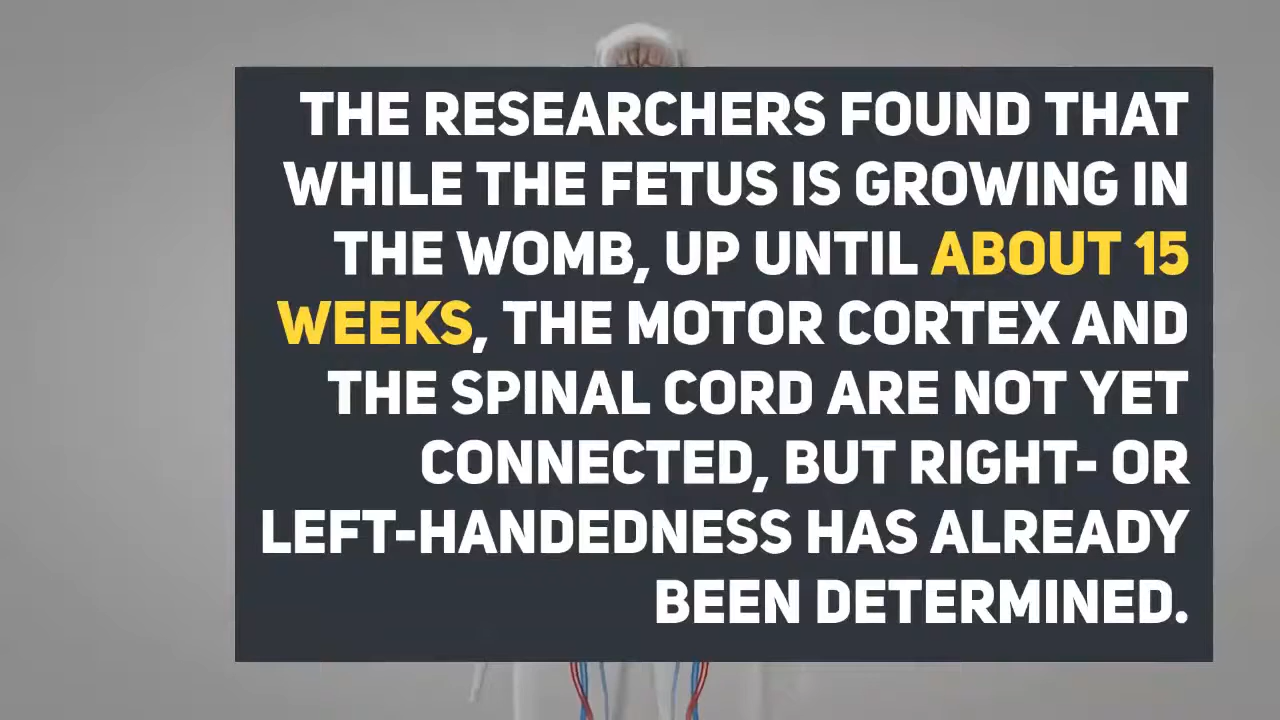 THE RESEARCHERS FOUND THAT
WHILE THE FETUS IS GROWING IN
THE WOMB, UP UNTIL ABOUT 15
WEEKS, THE MOTOR CORTEX AND
THE SPINAL CORD ARE NOT YET
CONNECTED, BUT RIGHT- OR
LEFT-HANDEDNESS HAS ALREADY
BEEN DETERMINED.